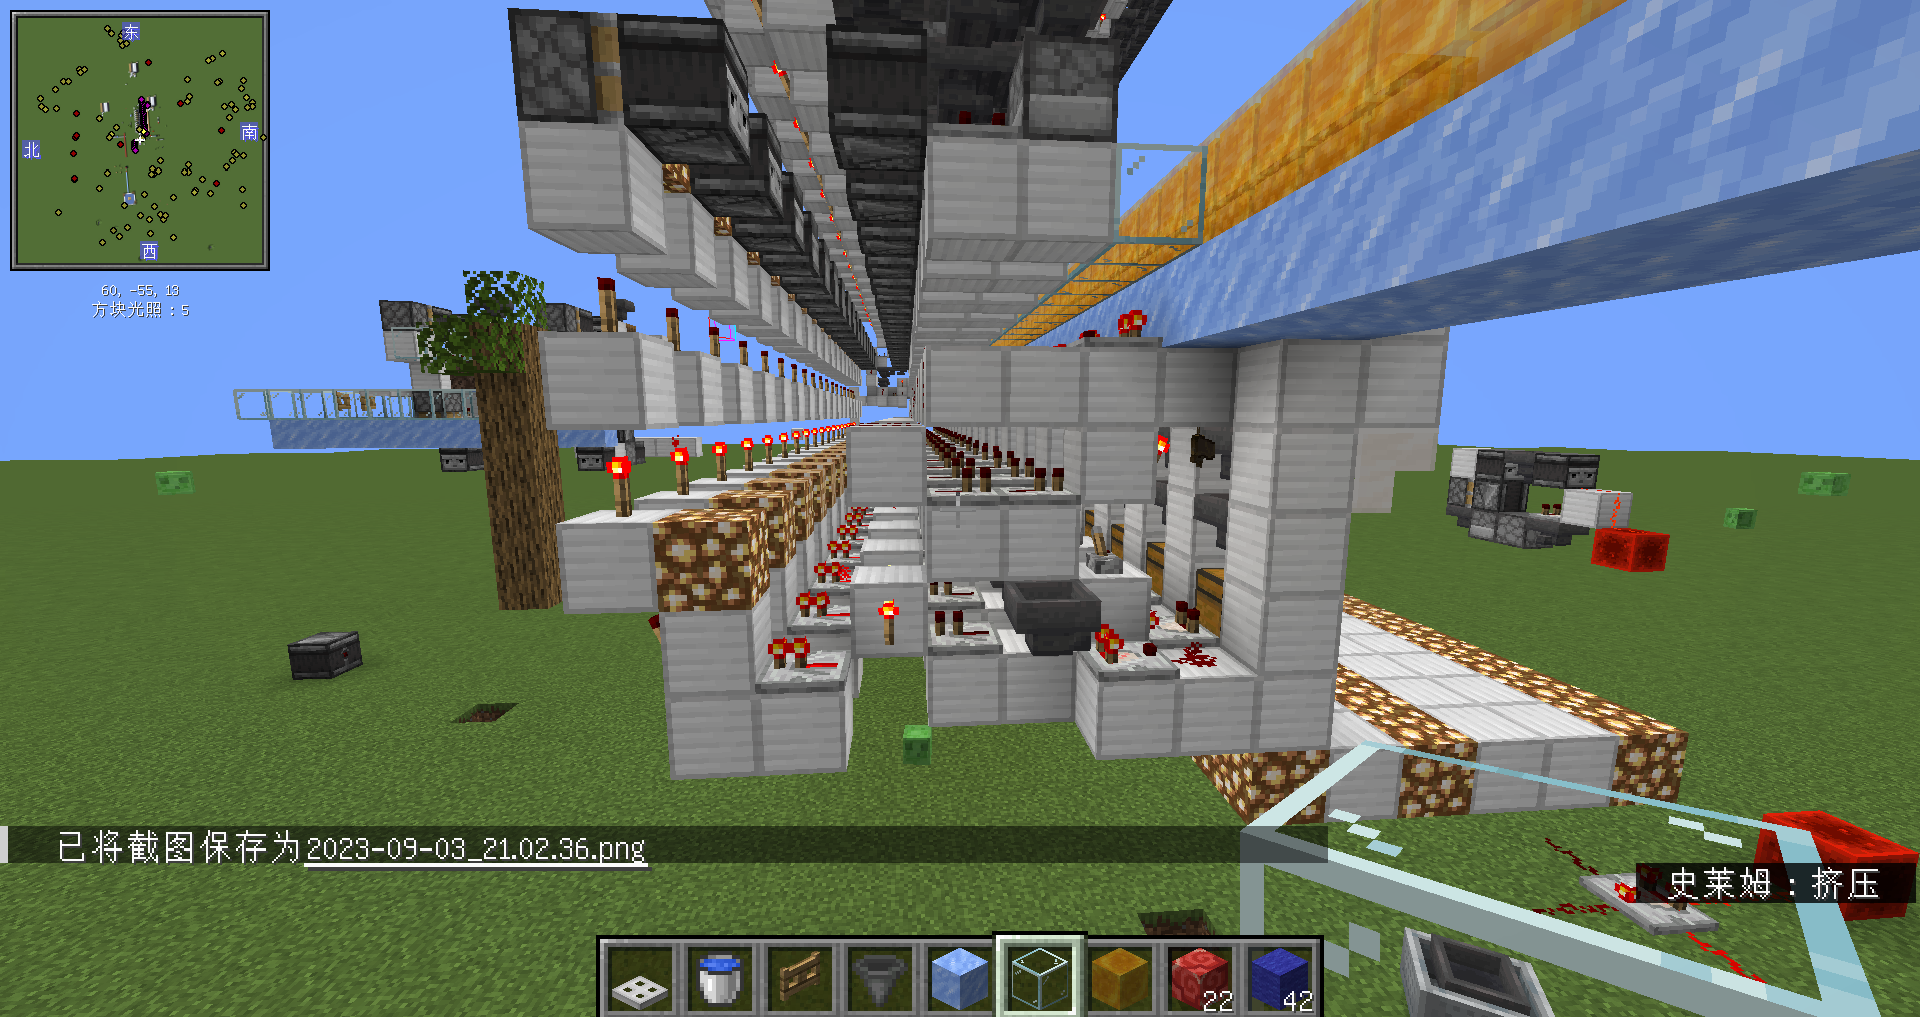 东
南
北
西
60, -55, 13
方块光照：5
已将截图保存为2023-09-03_21.02.36.png
史莱姆：挤压
22
42